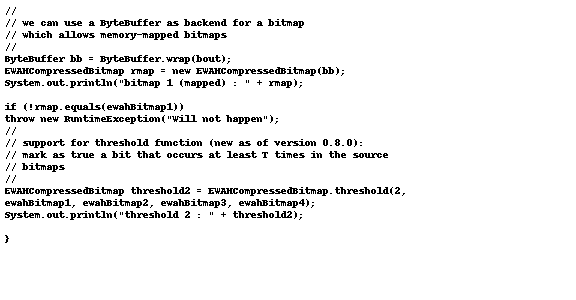 //
// we can use a ByteBuffer as backend for a bitmap
// which allows memory-mapped bitmaps
//
ByteBuffer bb = ByteBuffer.wrap(bout);
EWAHCompressedBitmap rmap = new EWAHCompressedBitmap(bb);
System.out.println("bitmap 1 (mapped) : " + rmap);

if (!rmap.equals(ewahBitmap1))
throw new RuntimeException("Will not happen");
//
// support for threshold function (new as of version 0.8.0):
// mark as true a bit that occurs at least T times in the source
// bitmaps
//
EWAHCompressedBitmap threshold2 = EWAHCompressedBitmap.threshold(2,
ewahBitmap1, ewahBitmap2, ewahBitmap3, ewahBitmap4);
System.out.println("threshold 2 : " + threshold2);

}